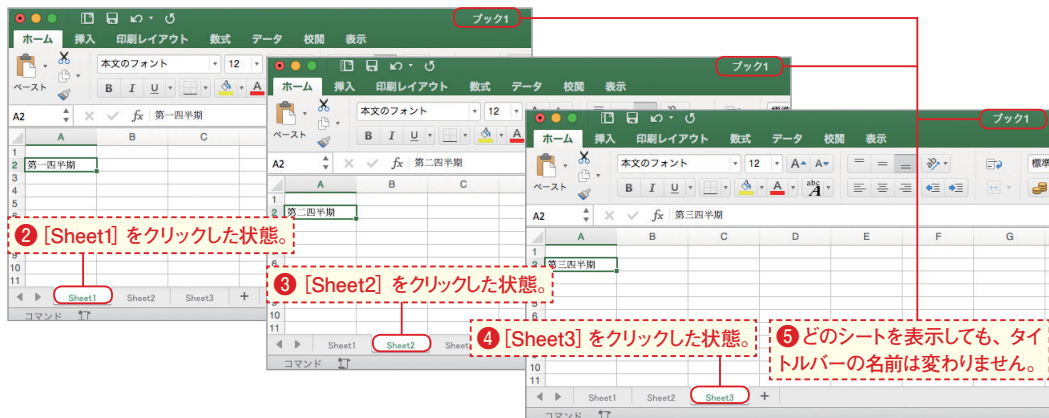 ブック1
ホーム 挿入 印刷レイアウト 数式 データ 校閲 表示
ペースト
本文のフォント 12
B I U A
A2 fx 第一四半期
A B C
1
2 第一四半期
3
4
5
6
❷ [Sheet1] をクリックした状態。
9
10
11
Sheet1 Sheet2 Sheet3 +
コマンド
ブック1
ホーム 挿入 印刷レイアウト 数式 データ 校閲 表示
ペースト
本文のフォント 12
B I U A
A2 fx 第二四半期
A B C
1
2 第二四半期
6
❸ [Sheet2] をクリックした状態。
9
10
11
Sheet1 Sheet2 Sheet
コマンド
ブック1
ホーム 挿入 印刷レイアウト 数式 データ 校閲 表示
ペースト
本文のフォント 12 A A
標準
B I U A abc A
A2 fx 第三四半期
A B C D E F G
1
2 第三四半期
5
6
❹ [Sheet3] をクリックした状態。
10
11
Sheet1 Sheet2 Sheet3 +
コマンド
❺ どのシートを表示しても、タイ
トルバーの名前は変わりません。